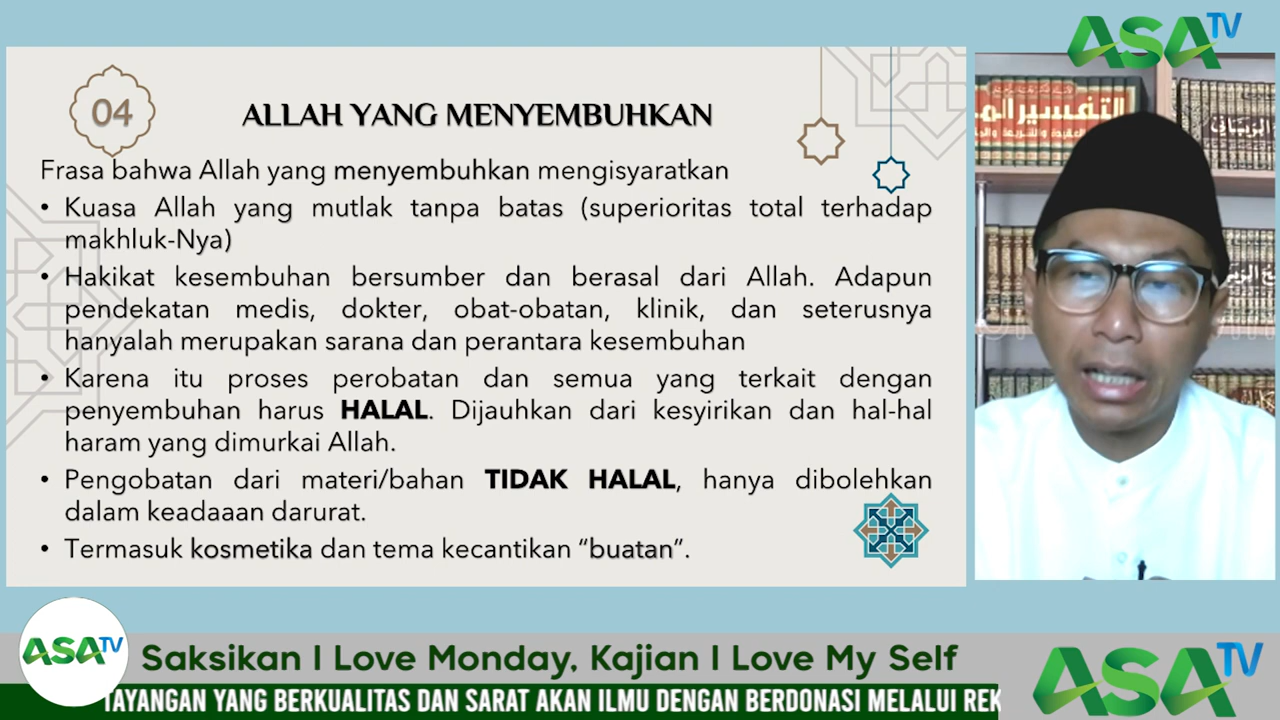 ASA TV
04
ALLAH YANG MENYEMBUHKAN
Frasa bahwa Allah yang menyembuhkan mengisyaratkan
• Kuasa Allah yang mutlak tanpa batas (superioritas total terhadap
makhluk-Nya)
• Hakikat kesembuhan bersumber dan berasal dari Allah. Adapun
pendekatan medis, dokter, obat-obatan, klinik, dan seterusnya
hanyalah merupakan sarana dan perantara kesembuhan
• Karena itu proses perobatan dan semua yang terkait dengan
penyembuhan harus HALAL. Dijauhkan dari kesyirikan dan hal-hal
haram yang dimurkai Allah.
• Pengobatan dari materi/bahan TIDAK HALAL, hanya dibolehkan
dalam keadaaan darurat.
• Termasuk kosmetika dan tema kecantikan “buatan”.
التفسير
ASA TV
Saksikan I Love Monday, Kajian I Love My Self
ASA TV
TAYANGAN YANG BERKUALITAS DAN SARAT AKAN ILMU DENGAN BERDONASI MELALUI REK